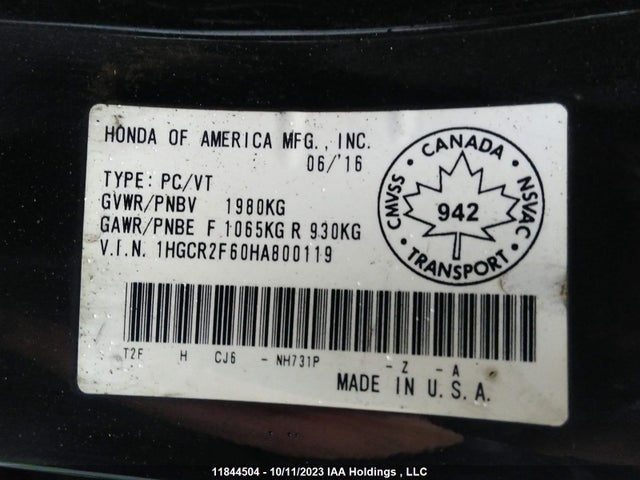 HONDA OF AMERICA MFG., INC.
06/'16
TYPE: PC/VT
GVWR/PNBV 1980KG
GAWR/PNBE F 1065KG R 930KG
V.I.N. 1HGCR2F60HA800119
CMVSS • CANADA • NSVAC
942
• TRANSPORT •
T2F H CJ6 - NH731P - Z - A
MADE IN U.S.A.
11844504 - 10/11/2023 IAA Holdings , LLC